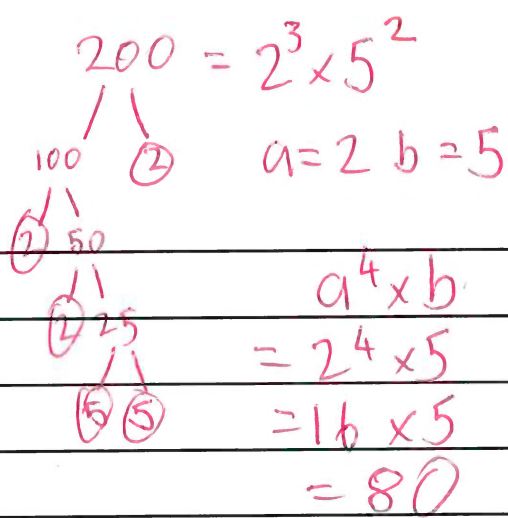 200 = 2³ × 5²
100 2 a = 2 b = 5
2 50
a⁴ × b
2 25 = 2⁴ × 5
5 5 = 16 × 5
= 80